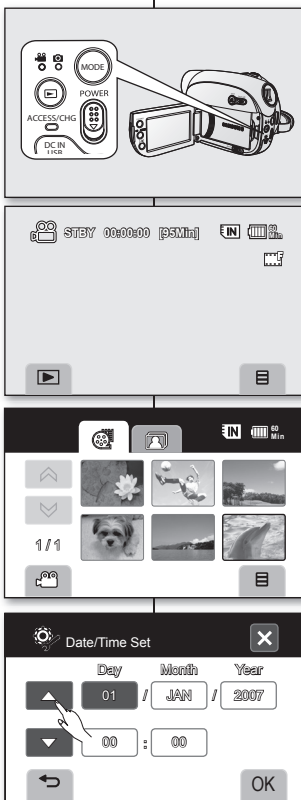 MODE
POWER
ACCESS/CHG
DC IN
USB
STBY 00:00:00 [95Min] IN 60 Min
IN 60 Min
1/1
Date/Time Set
Day Month Year
01 / JAN / 2007
00 : 00
OK